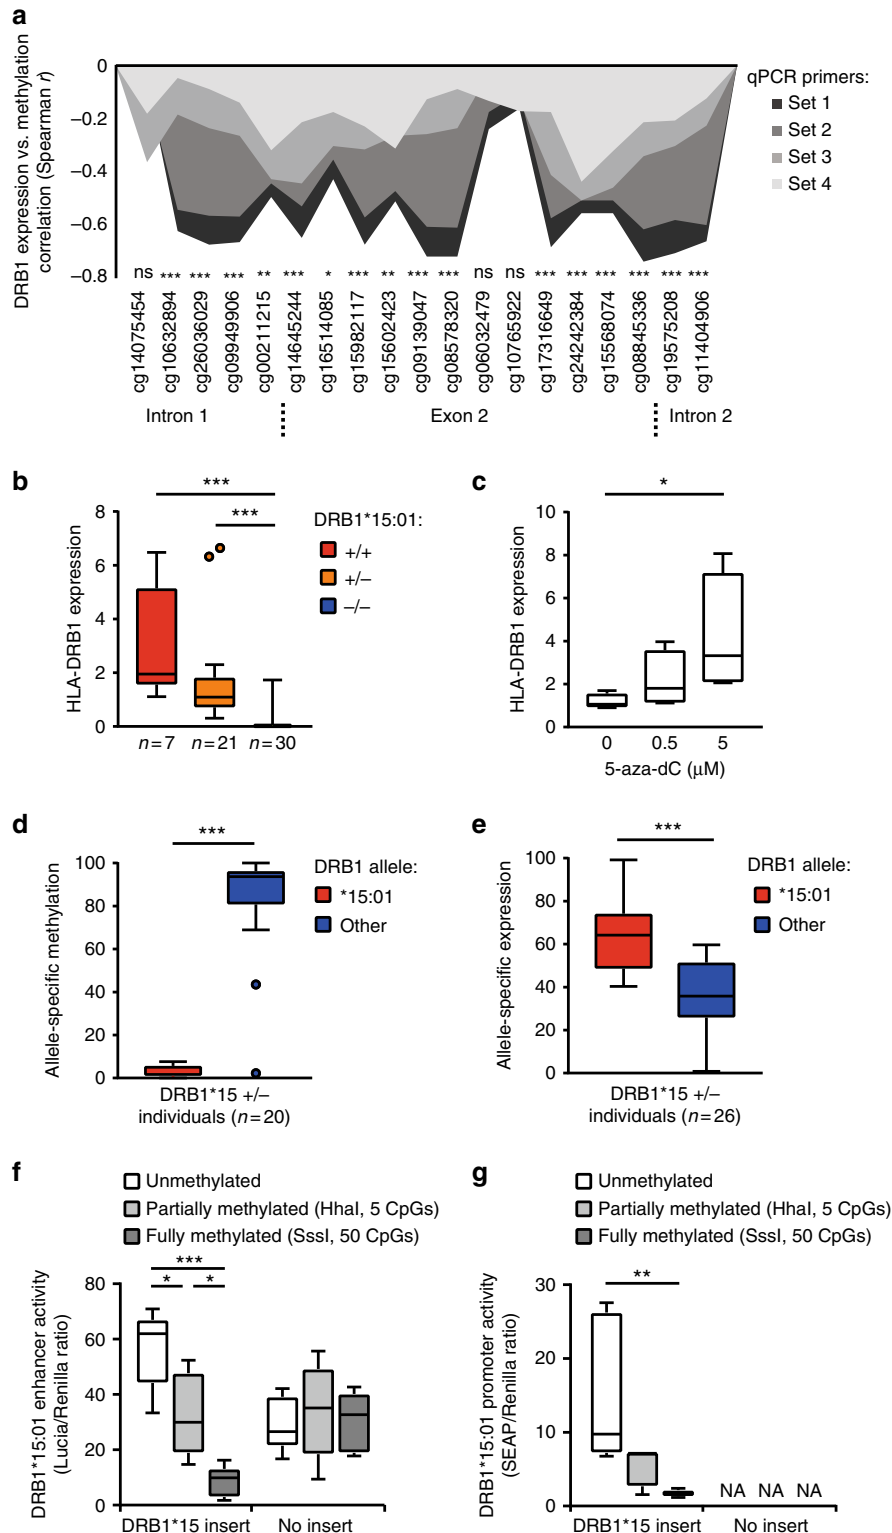 a
DRB1 expression vs. methylation
correlation (Spearman r)
0
–0.2
–0.4
–0.6
–0.8
qPCR primers:
Set 1
Set 2
Set 3
Set 4
ns *** *** *** ** *** * *** ** *** *** ns ns *** *** *** *** *** ***
cg14075454
cg10632894
cg26036029
cg09949906
cg00211215
cg14645244
cg16514085
cg15982117
cg15602423
cg09139047
cg08578320
cg06032479
cg10765922
cg17316649
cg24242384
cg15568074
cg08845336
cg19575208
cg11404906
Intron 1
Exon 2
Intron 2
b
HLA-DRB1 expression
8
6
4
2
0
***
***
n=7 n=21 n=30
DRB1*15:01:
+/+
+/–
–/–
c
HLA-DRB1 expression
10
8
6
4
2
0
*
0 0.5 5
5-aza-dC (μM)
d
Allele-specific methylation
100
80
60
40
20
0
***
DRB1*15 +/–
individuals (n=20)
DRB1 allele:
*15:01
Other
e
Allele-specific expression
100
80
60
40
20
0
***
DRB1*15 +/–
individuals (n=26)
DRB1 allele:
*15:01
Other
f
Unmethylated
Partially methylated (HhaI, 5 CpGs)
Fully methylated (SssI, 50 CpGs)
DRB1*15:01 enhancer activity
(Lucia/Renilla ratio)
80
60
40
20
0
***
* *
DRB1*15 insert No insert
g
Unmethylated
Partially methylated (HhaI, 5 CpGs)
Fully methylated (SssI, 50 CpGs)
DRB1*15:01 promoter activity
(SEAP/Renilla ratio)
30
20
10
0
**
NA NA NA
DRB1*15 insert No insert